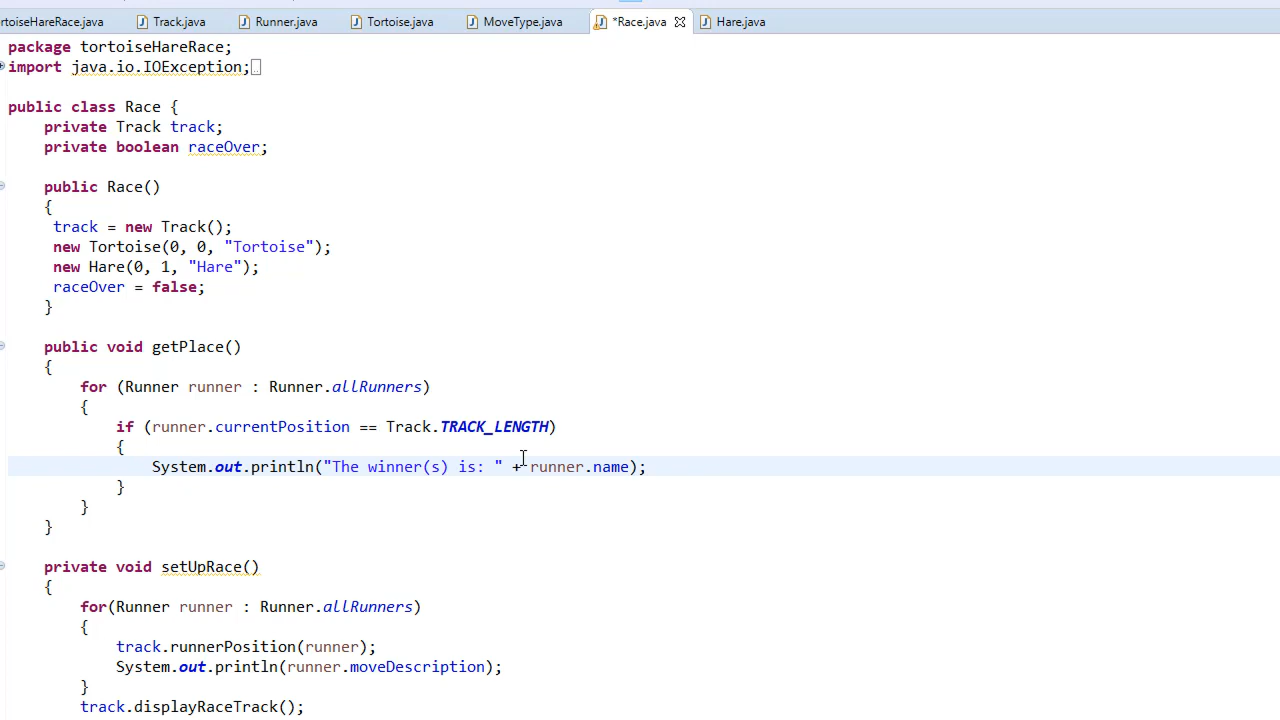 rtoiseHareRace.java Track.java Runner.java Tortoise.java MoveType.java *Race.java Hare.java
package tortoiseHareRace;
import java.io.IOException;
public class Race {
private Track track;
private boolean raceOver;
public Race()
{
track = new Track();
new Tortoise(0, 0, "Tortoise");
new Hare(0, 1, "Hare");
raceOver = false;
}
public void getPlace()
{
for (Runner runner : Runner.allRunners)
{
if (runner.currentPosition == Track.TRACK_LENGTH)
{
System.out.println("The winner(s) is: " + runner.name);
}
}
}
private void setUpRace()
{
for(Runner runner : Runner.allRunners)
{
track.runnerPosition(runner);
System.out.println(runner.moveDescription);
}
track.displayRaceTrack();